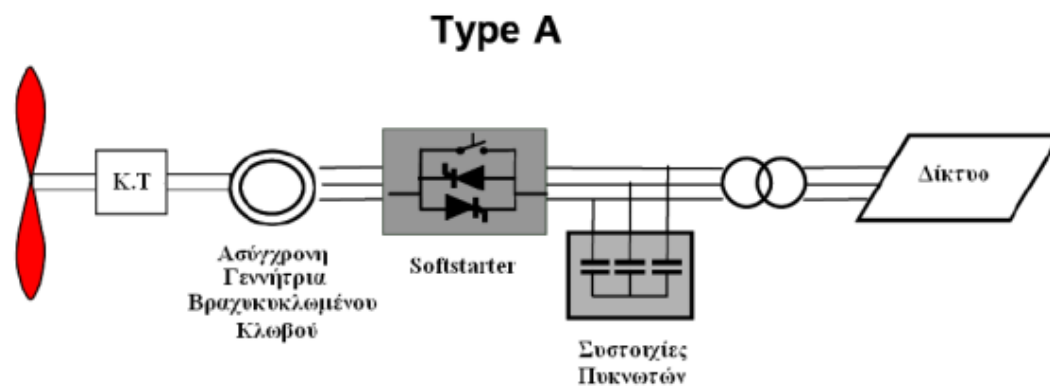 Type A
Κ.Τ
Δίκτυο
Ασύγχρονη
Γεννήτρια
Βραχυκυκλωμένου
Κλωβού
Softstarter
Συστοιχίες
Πυκνωτών